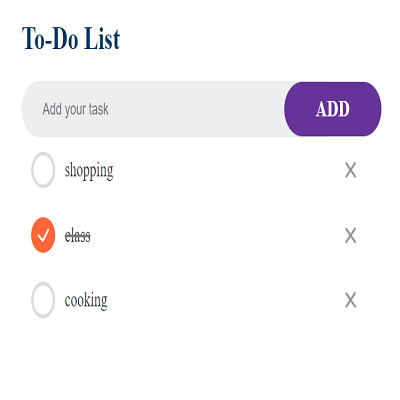 To-Do List
Add your task
ADD
shopping
class
cooking